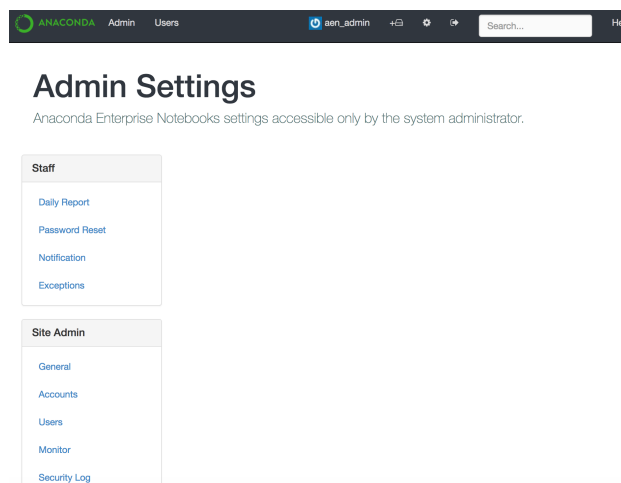 ANACONDA Admin Users aen_admin Search... He
Admin Settings
Anaconda Enterprise Notebooks settings accessible only by the system administrator.
Staff
Daily Report
Password Reset
Notification
Exceptions
Site Admin
General
Accounts
Users
Monitor
Security Log